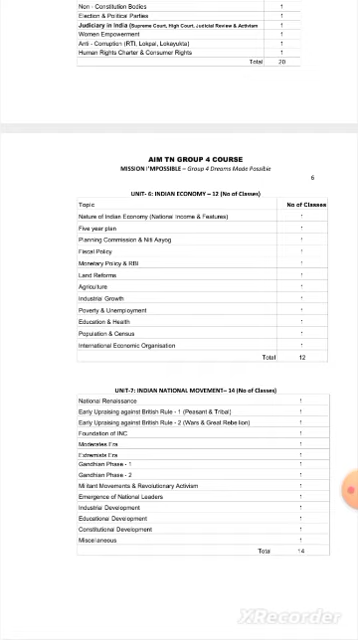 Non - Constitution Bodies 1
Election & Political Parties 1
Judiciary in India (Supreme Court, High Court, Judicial Review & Activism 1
Women Empowerment 1
Anti - Corruption (RTI, Lokpal, Lokayukta) 1
Human Rights Charter & Consumer Rights 1
Total 20
AIM TN GROUP 4 COURSE
MISSION I'MPOSSIBLE – Group 4 Dreams Made Possible
6
UNIT- 6: INDIAN ECONOMY – 12 (No of Classes)
Topic No of Classes
Nature of Indian Economy (National Income & Features) 1
Five year plan 1
Planning Commission & Niti Aayog 1
Fiscal Policy 1
Monetary Policy & RBI 1
Land Reforms 1
Agriculture 1
Industrial Growth 1
Poverty & Unemployment 1
Education & Health 1
Population & Census 1
International Economic Organisation 1
Total 12
UNIT-7: INDIAN NATIONAL MOVEMENT– 14 (No of Classes)
National Renaissance 1
Early Upraising against British Rule - 1 (Peasant & Tribal) 1
Early Upraising against British Rule - 2 (Wars & Great Rebellion) 1
Foundation of INC 1
Moderates Era 1
Extremists Era 1
Gandhian Phase - 1 1
Gandhian Phase - 2 1
Militant Movements & Revolutionary Activism 1
Emergence of National Leaders 1
Industrial Development 1
Educational Development 1
Constitutional Development 1
Miscellaneous 1
Total 14
XRecorder